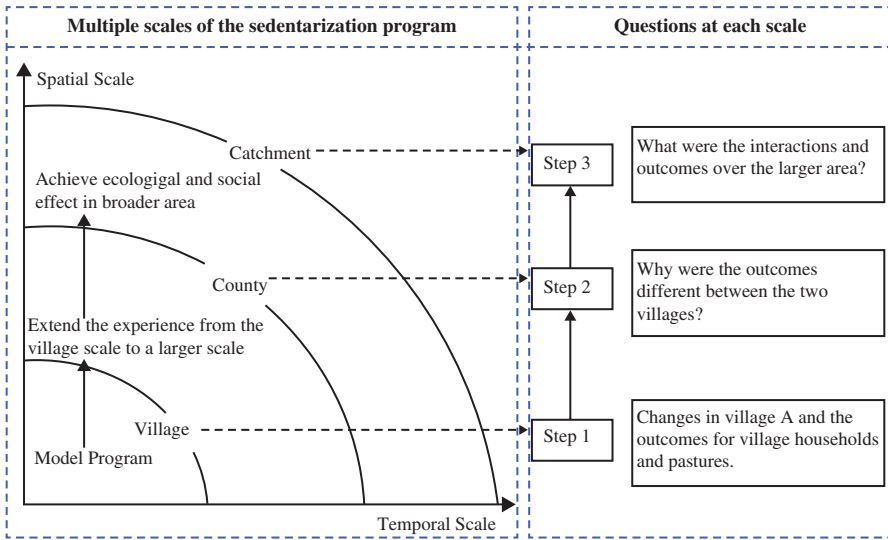 Multiple scales of the sedentarization program
Spatial Scale
Catchment
Achieve ecologigal and social
effect in broader area
County
Extend the experience from the
village scale to a larger scale
Village
Model Program
Temporal Scale
Questions at each scale
Step 3
What were the interactions and
outcomes over the larger area?
Step 2
Why were the outcomes
different between the two
villages?
Step 1
Changes in village A and the
outcomes for village households
and pastures.